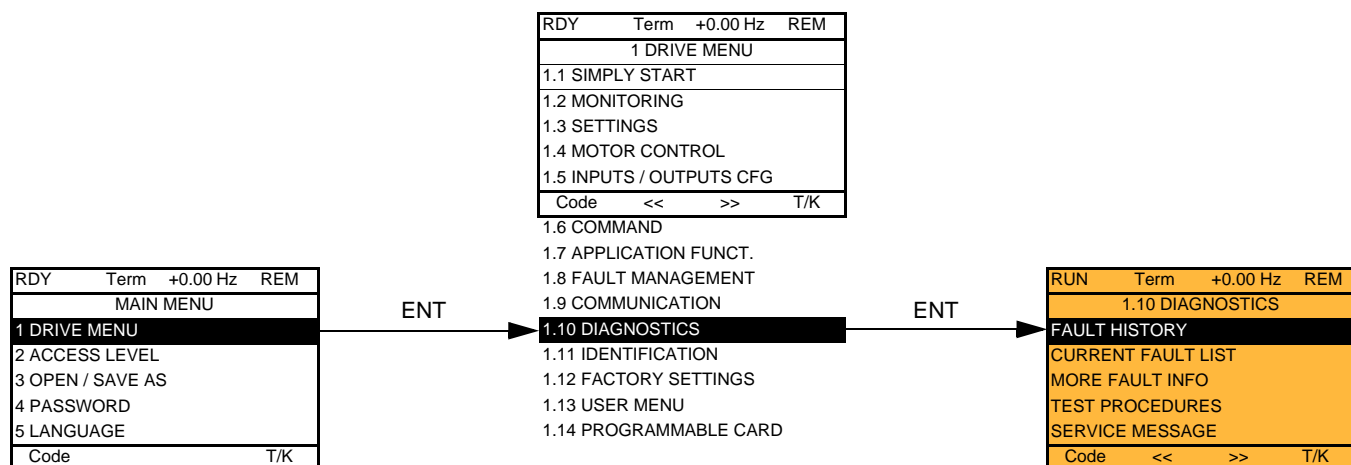 RDY Term +0.00 Hz REM
1 DRIVE MENU
1.1 SIMPLY START
1.2 MONITORING
1.3 SETTINGS
1.4 MOTOR CONTROL
1.5 INPUTS / OUTPUTS CFG
Code << >> T/K
1.6 COMMAND
1.7 APPLICATION FUNCT.
1.8 FAULT MANAGEMENT
1.9 COMMUNICATION
1.10 DIAGNOSTICS
1.11 IDENTIFICATION
1.12 FACTORY SETTINGS
1.13 USER MENU
1.14 PROGRAMMABLE CARD
RDY Term +0.00 Hz REM
MAIN MENU
1 DRIVE MENU
2 ACCESS LEVEL
3 OPEN / SAVE AS
4 PASSWORD
5 LANGUAGE
Code T/K
ENT
ENT
RUN Term +0.00 Hz REM
1.10 DIAGNOSTICS
FAULT HISTORY
CURRENT FAULT LIST
MORE FAULT INFO
TEST PROCEDURES
SERVICE MESSAGE
Code << >> T/K